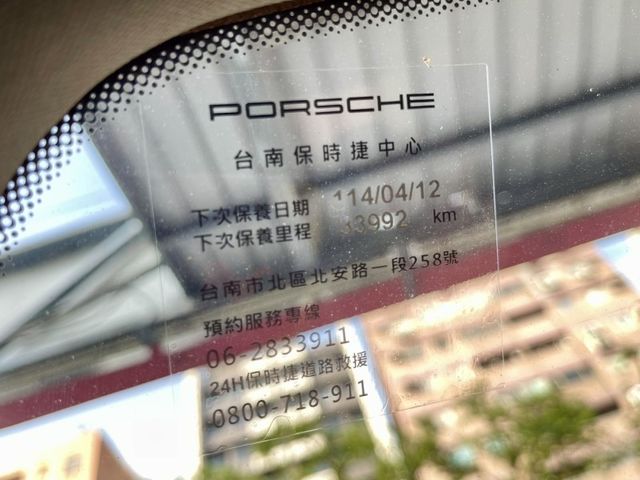 PORSCHE
台南保時捷中心
下次保養日期 114/04/12
下次保養里程 33992 km
台南市北區北安路一段258號
預約服務專線
06-2833911
24H保時捷道路救援
0800-718-911